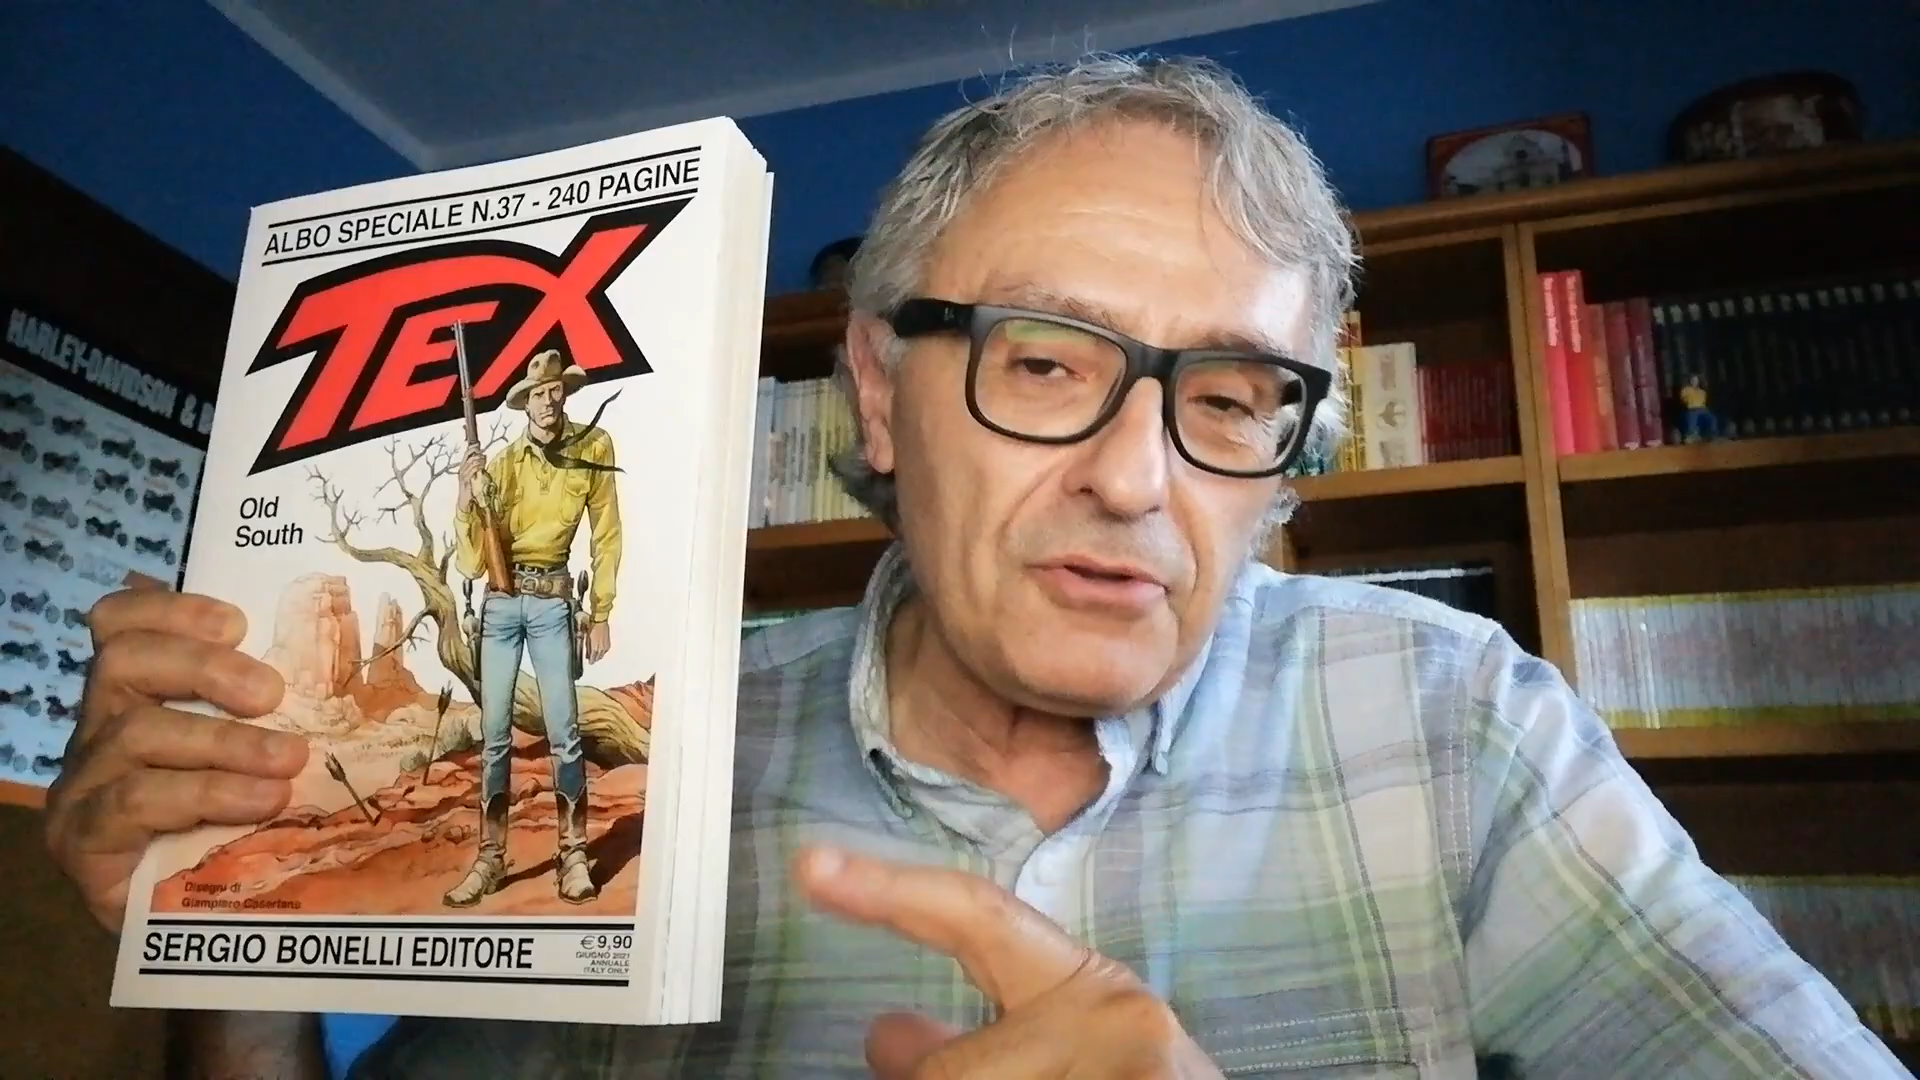 ALBO SPECIALE N.37 - 240 PAGINE
TEX
Old
South
Disegni di
Giampiero Casertano
SERGIO BONELLI EDITORE
€9,90
GIUGNO 2021
ANNUALE
ITALY ONLY
HARLEY-DAVIDSON &